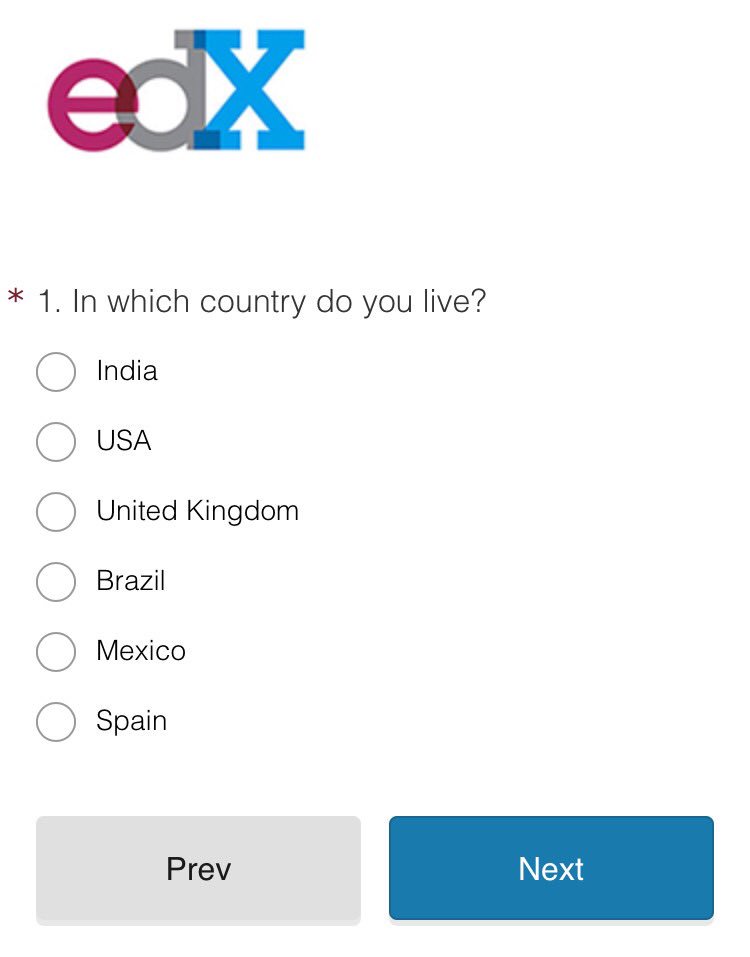 edX
* 1. In which country do you live?
India
USA
United Kingdom
Brazil
Mexico
Spain
Prev
Next